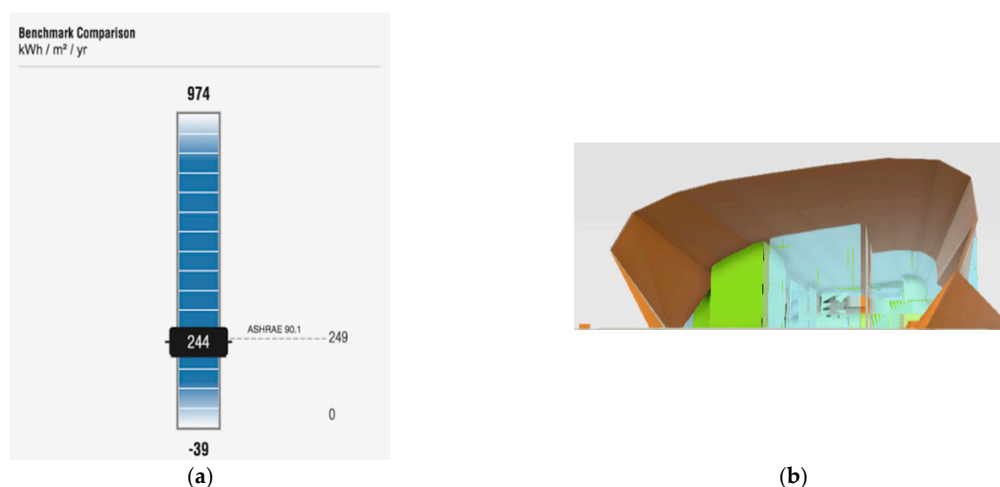 Benchmark Comparison
kWh / m² / yr
974
ASHRAE 90.1
249
244
0
-39
(a)
(b)